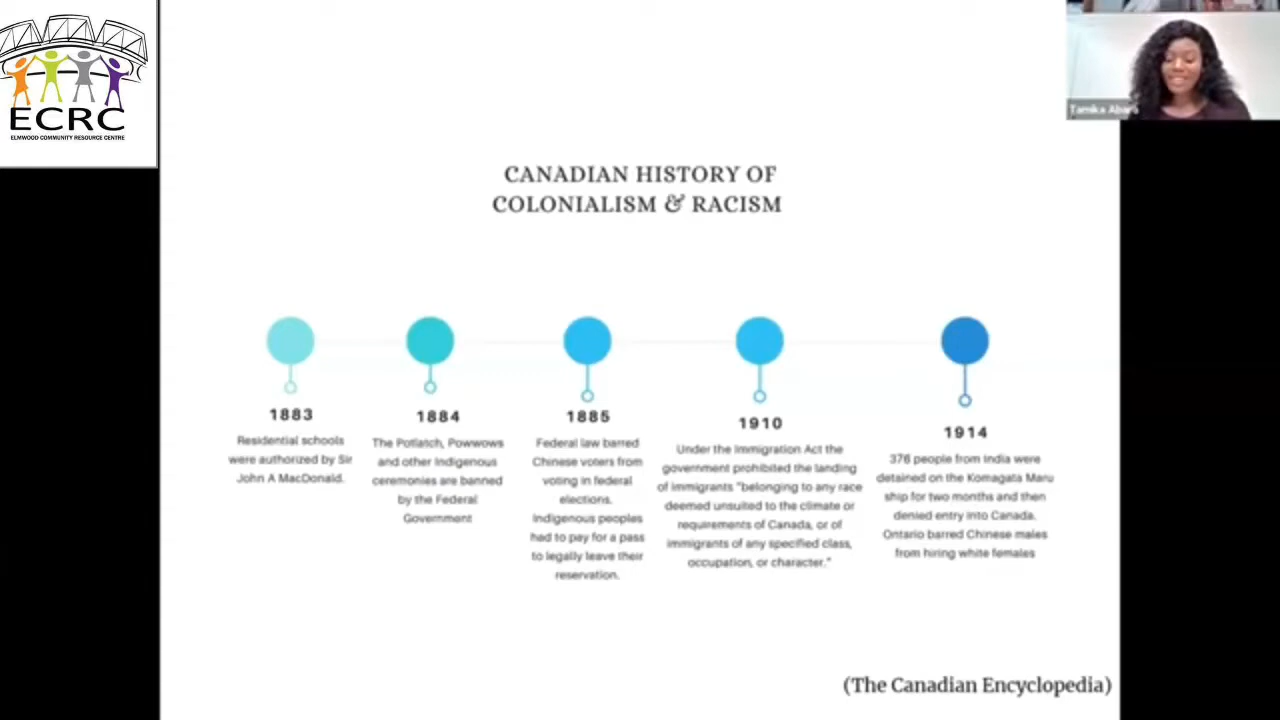 ECRC
ELMWOOD COMMUNITY RESOURCE CENTRE
Tamika
CANADIAN HISTORY OF
COLONIALISM & RACISM
1883
Residential schools
were authorized by Sir
John A MacDonald.
1884
The Potlatch, Powwows
and other Indigenous
ceremonies are banned
by the Federal
Government
1885
Federal law barred
Chinese voters from
voting in federal
elections.
Indigenous peoples
had to pay for a pass
to legally leave their
reservation.
1910
Under the Immigration Act the
government prohibited the landing
of immigrants "belonging to any race
deemed unsuited to the climate or
requirements of Canada, or of
immigrants of any specified class,
occupation, or character."
1914
376 people from India were
detained on the Komagata Maru
ship for two months and then
denied entry into Canada.
Ontario barred Chinese males
from hiring white females
(The Canadian Encyclopedia)